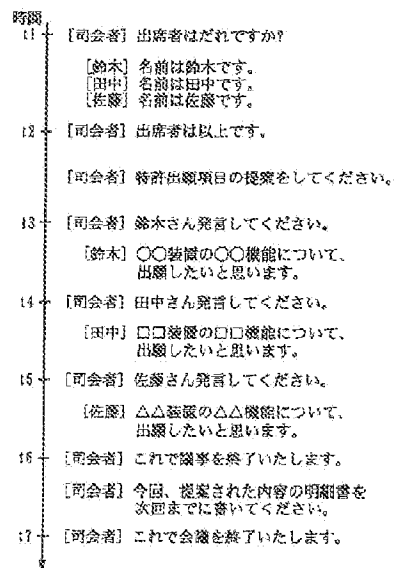 時間
t1 [司会者] 出席者はだれですか?
[鈴木] 名前は鈴木です。
[田中] 名前は田中です。
[佐藤] 名前は佐藤です。
t2 [司会者] 出席者は以上です。
[司会者] 特許出願項目の提案をしてください。
t3 [司会者] 鈴木さん発言してください。
[鈴木] 〇〇装置の〇〇機能について、
出願したいと思います。
t4 [司会者] 田中さん発言してください。
[田中] □□装置の□□機能について、
出願したいと思います。
t5 [司会者] 佐藤さん発言してください。
[佐藤] △△装置の△△機能について、
出願したいと思います。
t6 [司会者] これで議事を終了いたします。
[司会者] 今回、提案された内容の明細書を
次回までに書いてください。
t7 [司会者] これで会議を終了いたします。